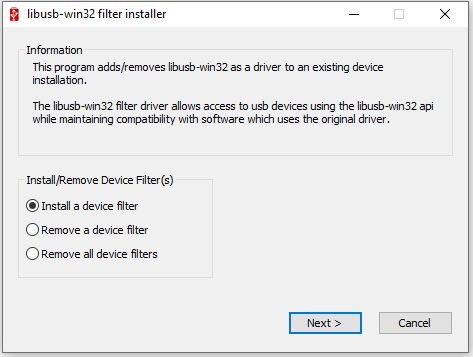 libusb-win32 filter installer
Information
This program adds/removes libusb-win32 as a driver to an existing device
installation.
The libusb-win32 filter driver allows access to usb devices using the libusb-win32 api
while maintaining compatibility with software which uses the original driver.
Install/Remove Device Filter(s)
Install a device filter
Remove a device filter
Remove all device filters
Next >
Cancel